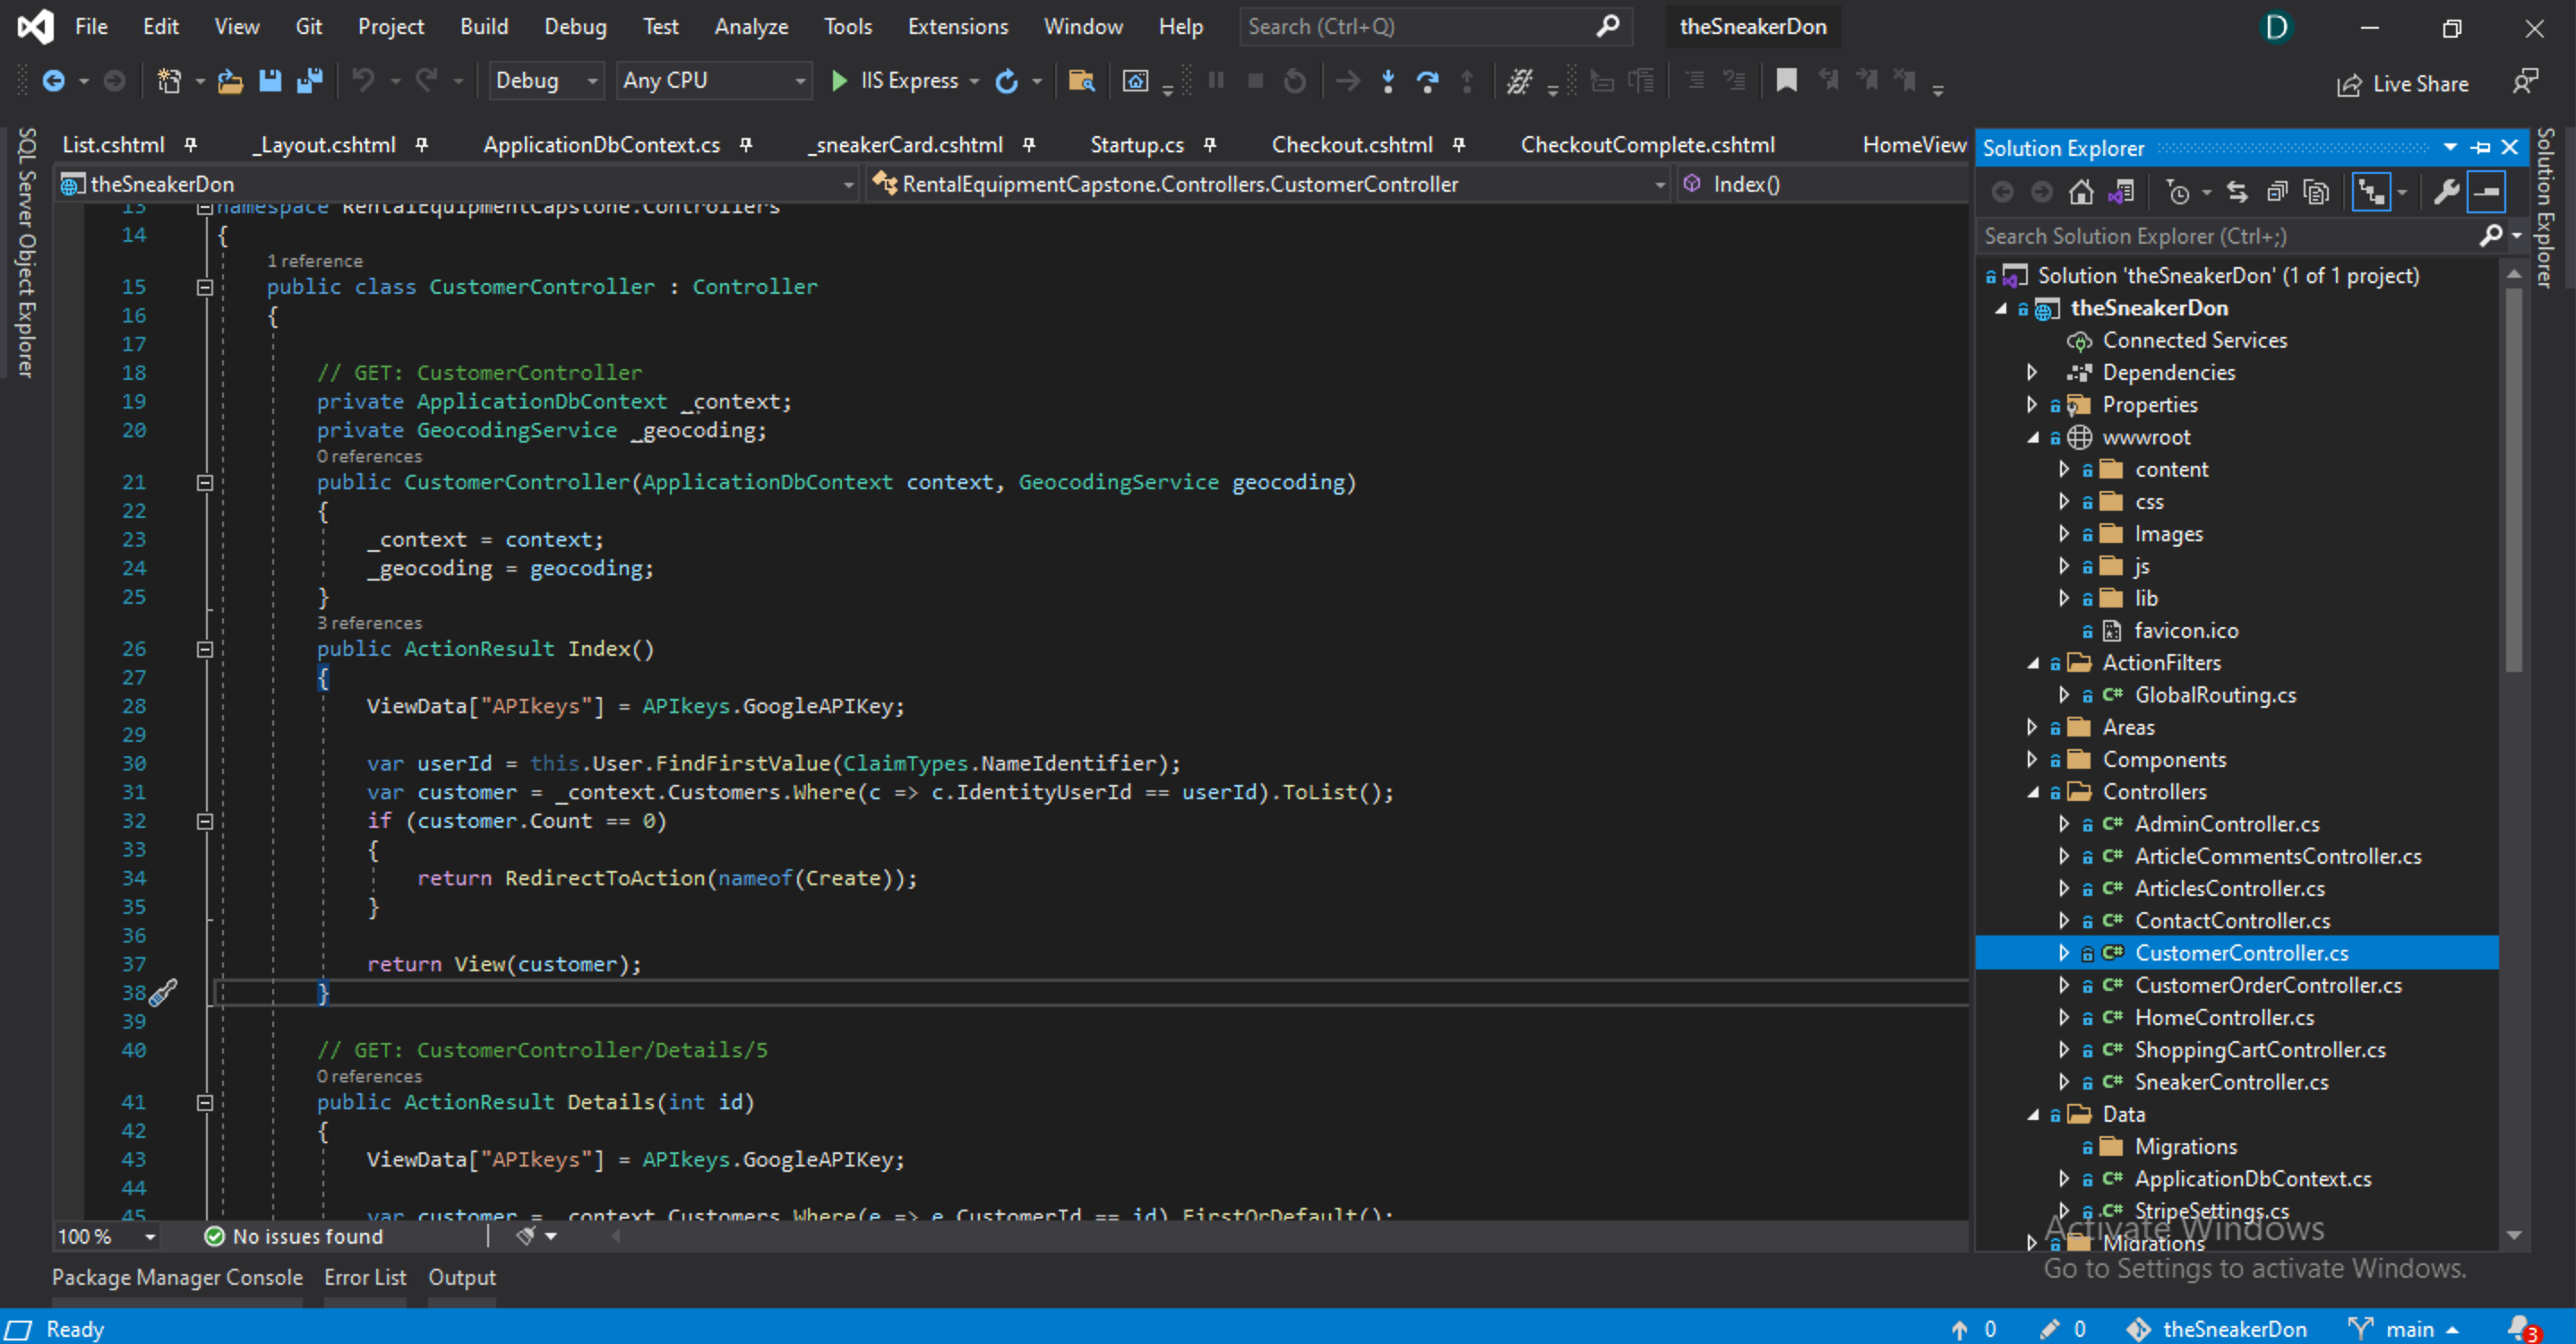 File Edit View Git Project Build Debug Test Analyze Tools Extensions Window Help Search (Ctrl+Q) theSneakerDon D
Debug Any CPU IIS Express Live Share
SQL Server Object Explorer
List.cshtml _Layout.cshtml ApplicationDbContext.cs _sneakerCard.cshtml Startup.cs Checkout.cshtml CheckoutComplete.cshtml HomeView
theSneakerDon RentalEquipmentCapstone.Controllers.CustomerController Index()
13 namespace RentalEquipmentCapstone.Controllers
14 {
1 reference
15 public class CustomerController : Controller
16 {
17
18 // GET: CustomerController
19 private ApplicationDbContext _context;
20 private GeocodingService _geocoding;
0 references
21 public CustomerController(ApplicationDbContext context, GeocodingService geocoding)
22 {
23 _context = context;
24 _geocoding = geocoding;
25 }
3 references
26 public ActionResult Index()
27 {
28 ViewData["APIkeys"] = APIkeys.GoogleAPIKey;
29
30 var userId = this.User.FindFirstValue(ClaimTypes.NameIdentifier);
31 var customer = _context.Customers.Where(c => c.IdentityUserId == userId).ToList();
32 if (customer.Count == 0)
33 {
34 return RedirectToAction(nameof(Create));
35 }
36
37 return View(customer);
38 }
39
40 // GET: CustomerController/Details/5
0 references
41 public ActionResult Details(int id)
42 {
43 ViewData["APIkeys"] = APIkeys.GoogleAPIKey;
44
45 var customer = _context.Customers.Where(e => e.CustomerId == id).FirstOrDefault();
100 % No issues found
Package Manager Console Error List Output
Solution Explorer
Search Solution Explorer (Ctrl+;)
Solution 'theSneakerDon' (1 of 1 project)
theSneakerDon
Connected Services
Dependencies
Properties
wwwroot
content
css
Images
js
lib
favicon.ico
ActionFilters
C# GlobalRouting.cs
Areas
Components
Controllers
C# AdminController.cs
C# ArticleCommentsController.cs
C# ArticlesController.cs
C# ContactController.cs
C# CustomerController.cs
C# CustomerOrderController.cs
C# HomeController.cs
C# ShoppingCartController.cs
C# SneakerController.cs
Data
Migrations
C# ApplicationDbContext.cs
C# StripeSettings.cs
Migrations
Activate Windows
Go to Settings to activate Windows.
Solution Explorer
Ready 0 0 theSneakerDon main 3